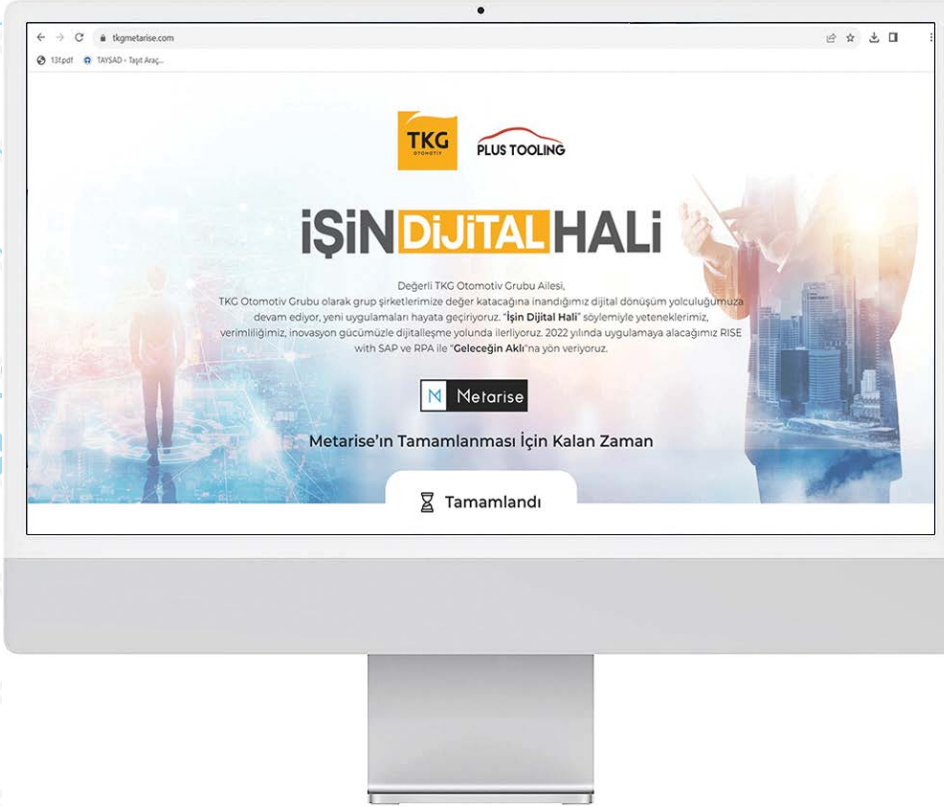 tkgmetarise.com
13f.pdf TAYSAD - Taşıt Araç...
TKG
OTOMOTİV
PLUS TOOLING
İŞİN DİJİTAL HALİ
Değerli TKG Otomotiv Grubu Ailesi,
TKG Otomotiv Grubu olarak grup şirketlerimize değer katacağına inandığımız dijital dönüşüm yolculuğumuza
devam ediyor, yeni uygulamaları hayata geçiriyoruz. "İşin Dijital Hali" söylemiyle yeteneklerimiz,
verimliliğimiz, inovasyon gücümüzle dijitalleşme yolunda ilerliyoruz. 2022 yılında uygulamaya alacağımız RISE
with SAP ve RPA ile "Geleceğin Aklı"na yön veriyoruz.
M Metarise
Metarise'ın Tamamlanması İçin Kalan Zaman
Tamamlandı